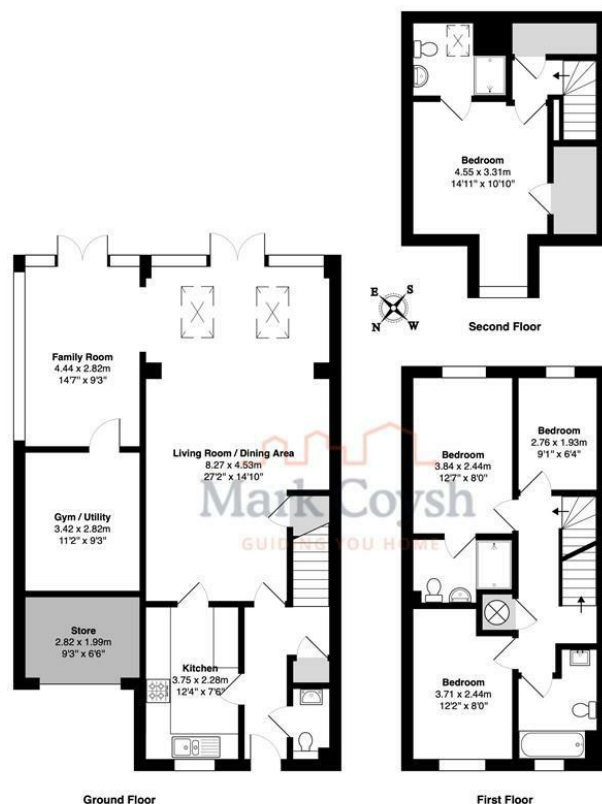 Bedroom
4.55 x 3.31m
14'11" x 10'10"
E S
N W
Second Floor
Family Room
4.44 x 2.82m
14'7" x 9'3"
Living Room / Dining Area
8.27 x 4.53m
27'2" x 14'10"
Gym / Utility
3.42 x 2.82m
11'2" x 9'3"
Store
2.82 x 1.99m
9'3" x 6'6"
Kitchen
3.75 x 2.28m
12'4" x 7'6"
Ground Floor
Bedroom
3.84 x 2.44m
12'7" x 8'0"
Bedroom
2.76 x 1.93m
9'1" x 6'4"
Bedroom
3.71 x 2.44m
12'2" x 8'0"
First Floor
Mark Coysh
GUIDING YOU HOME